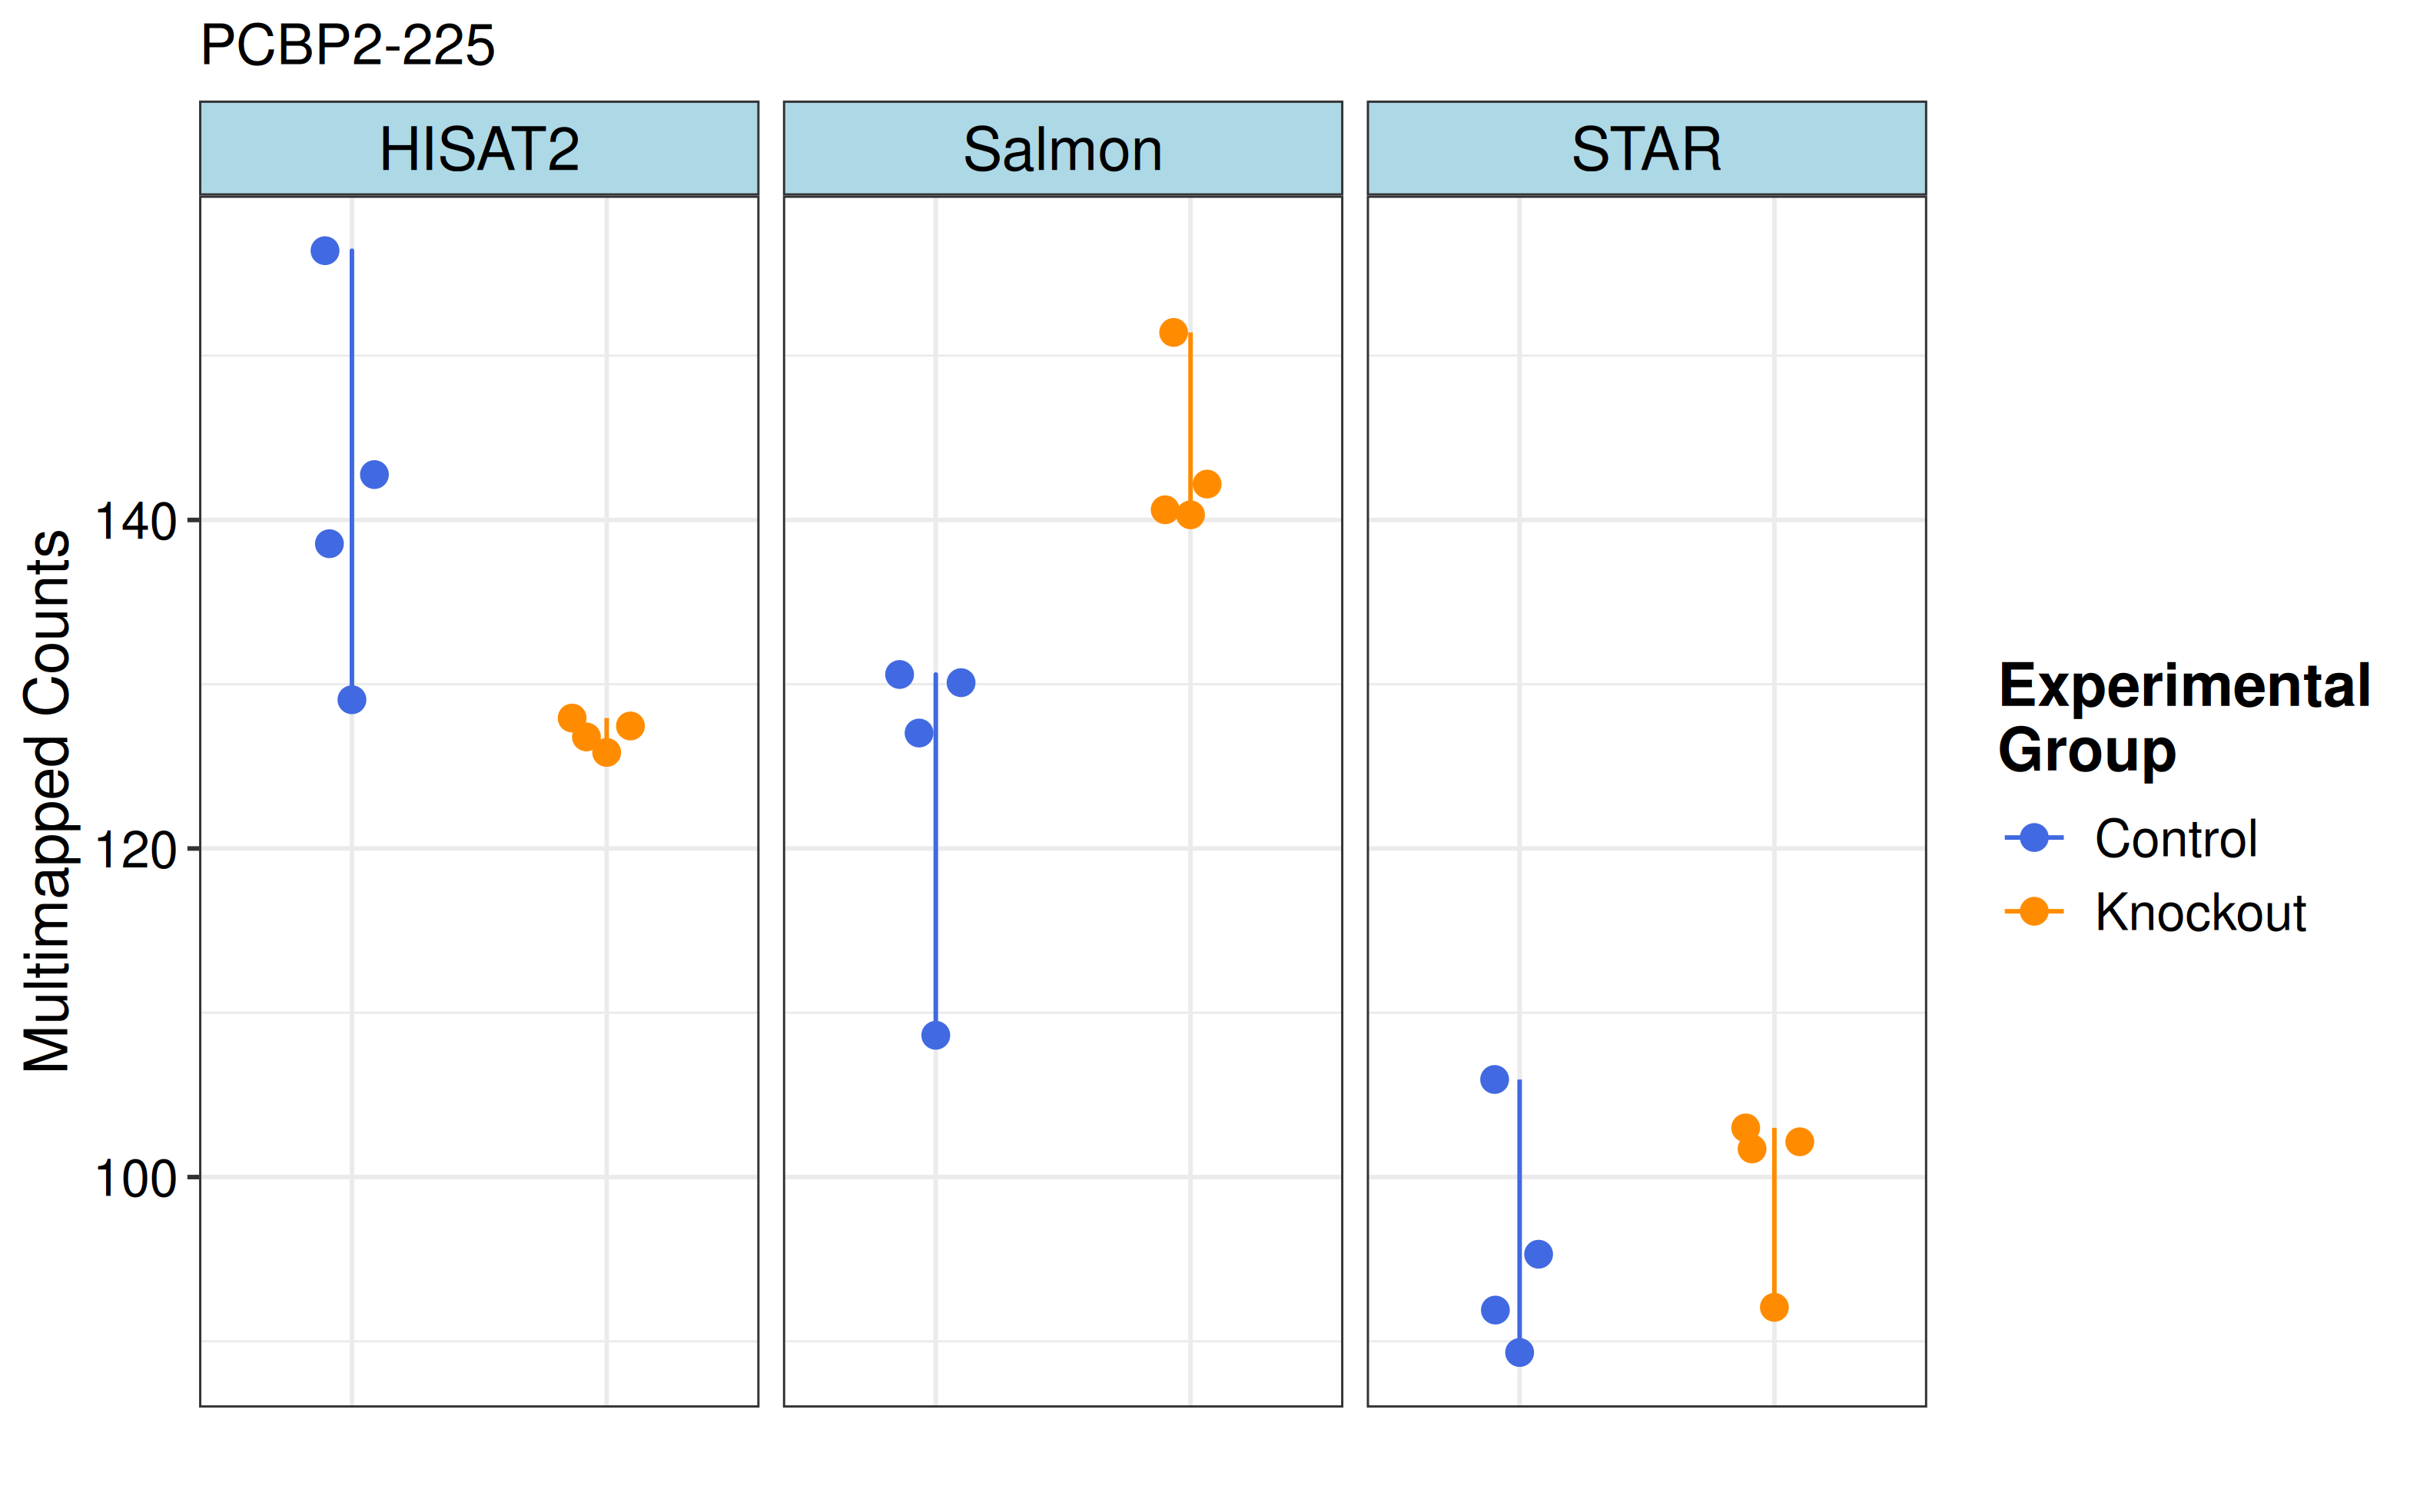 PCBP2-225
HISAT2
Salmon
STAR
Multimapped Counts
140
120
100
Experimental
Group
Control
Knockout